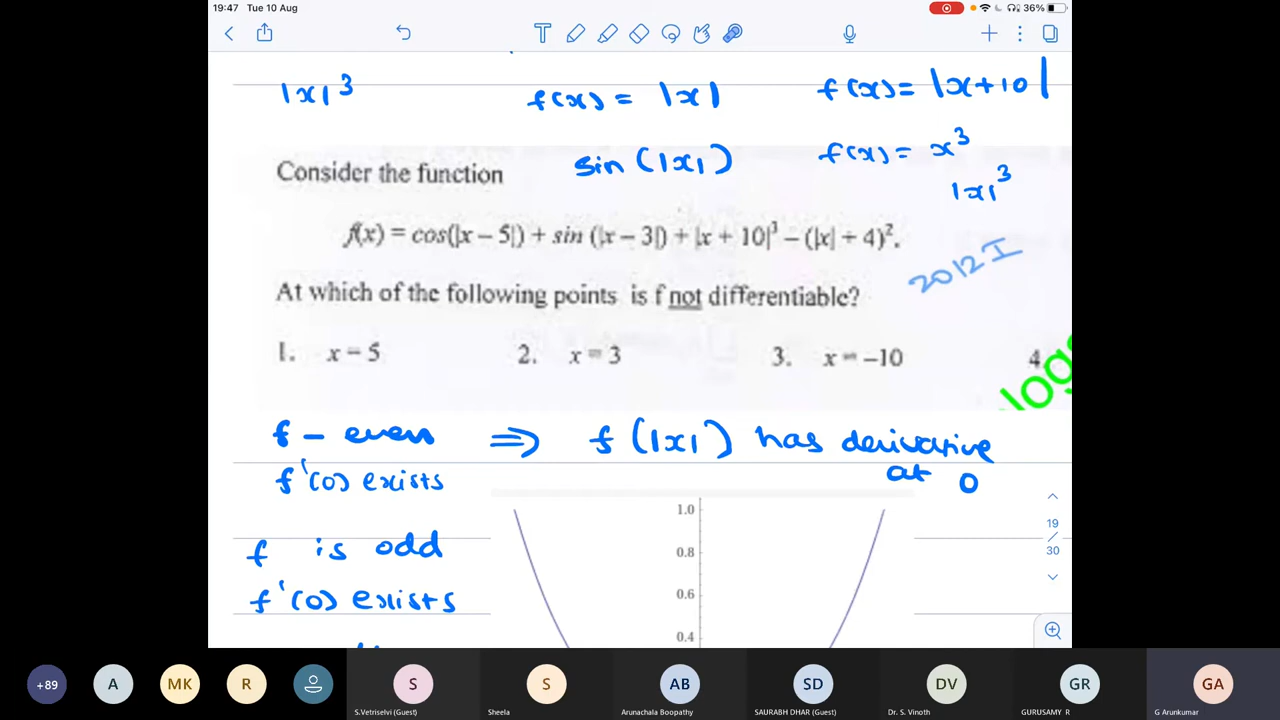 19:47 Tue 10 Aug
36%
|x|³ f(x) = |x| f(x) = |x+10|
sin (|x|) f(x) = x³
|x|³
Consider the function
f(x) = cos(|x – 5|) + sin (|x – 3|) + |x + 10|³ – (|x| + 4)².
2012 I
At which of the following points is f not differentiable?
1. x = 5 2. x = 3 3. x = –10 4
f – even ⇒ f(|x|) has derivative
at 0
f'(0) exists
1.0
f is odd
0.8
f'(0) exists
0.6
0.4
19
/
30
+89 A MK R S S AB SD DV GR GA
S.Vetriselvi (Guest) Sheela Arunachala Boopathy SAURABH DHAR (Guest) Dr. S. Vinoth GURUSAMY R G Arunkumar